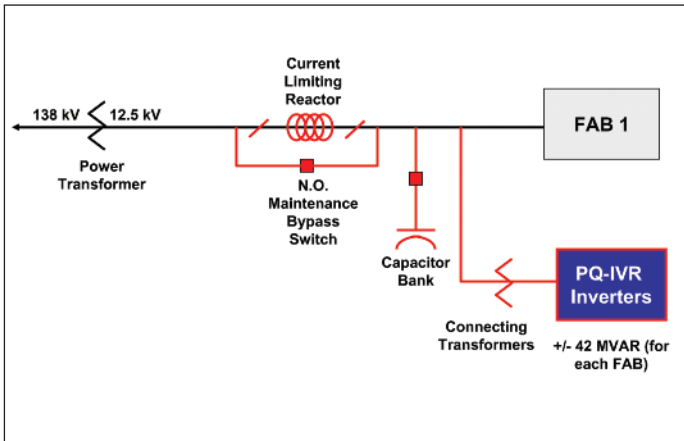 Current
Limiting
Reactor
138 kV
12.5 kV
FAB 1
Power
Transformer
N.O.
Maintenance
Bypass
Switch
Capacitor
Bank
PQ-IVR
Inverters
Connecting
Transformers
+/- 42 MVAR (for
each FAB)